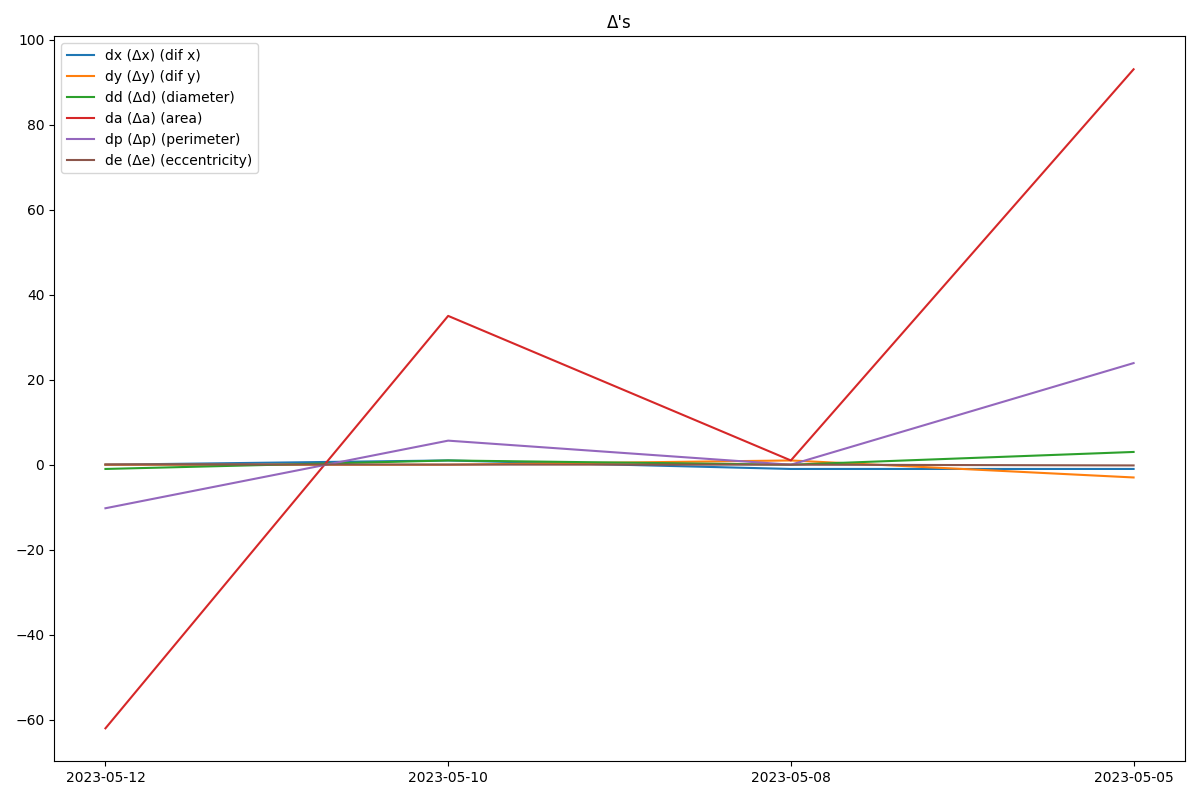 Δ's
dx (Δx) (dif x)
dy (Δy) (dif y)
dd (Δd) (diameter)
da (Δa) (area)
dp (Δp) (perimeter)
de (Δe) (eccentricity)
100
80
60
40
20
0
−20
−40
−60
2023-05-12 2023-05-10 2023-05-08 2023-05-05